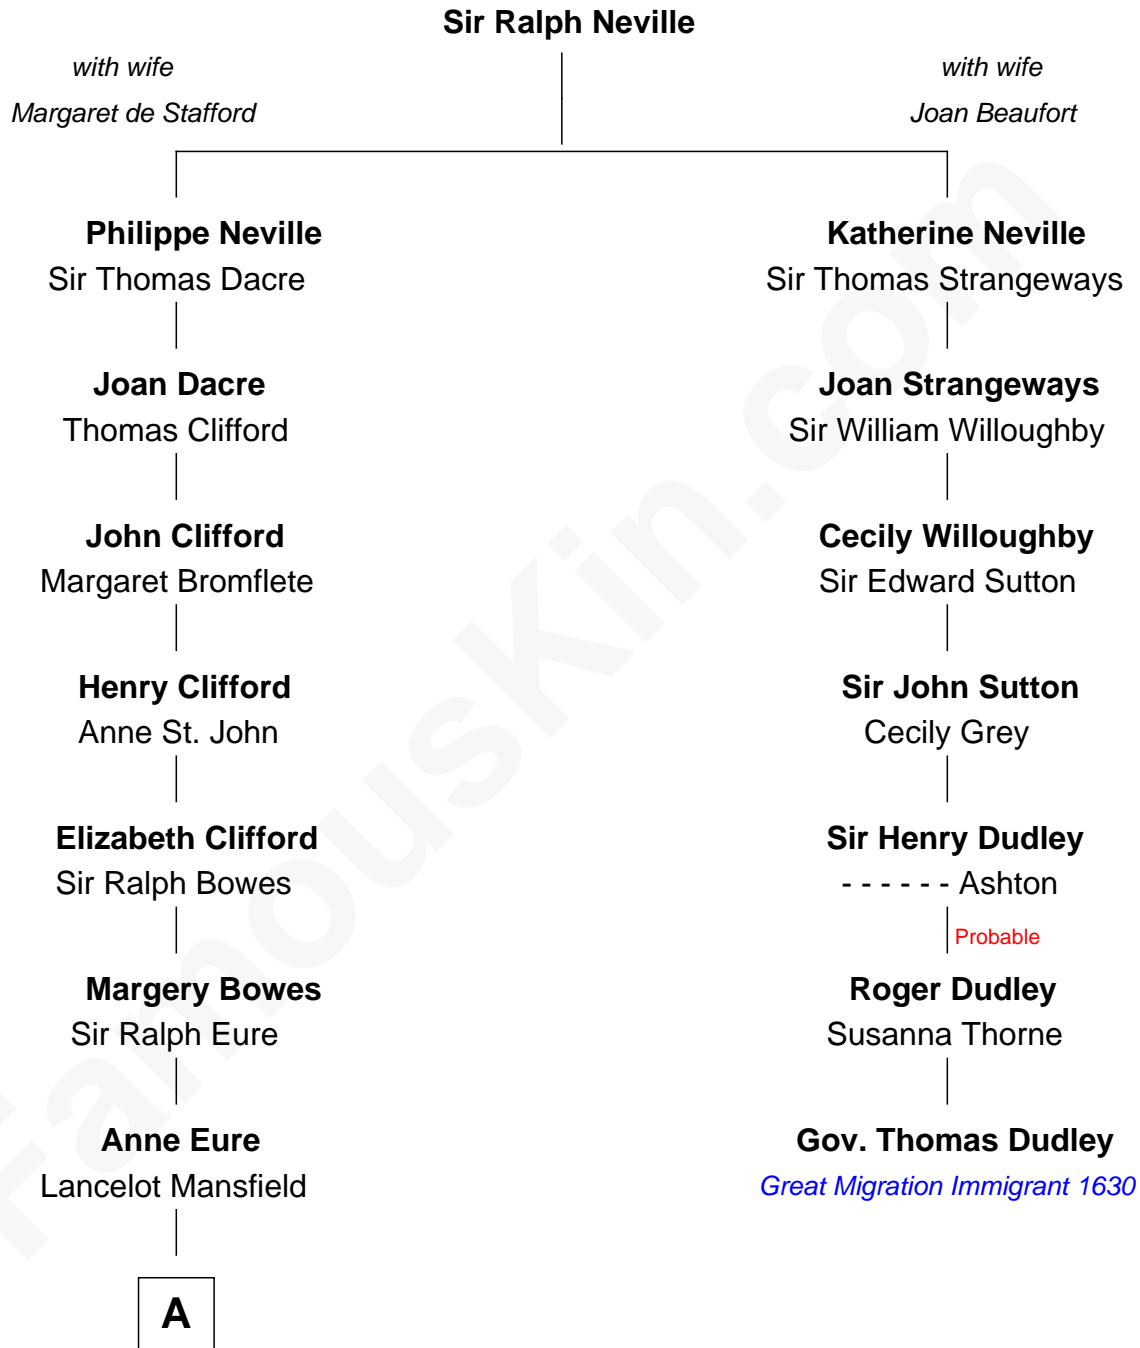 Sir Ralph Neville
with wife
Margaret de Stafford
with wife
Joan Beaufort
Philippe Neville
Sir Thomas Dacre
Katherine Neville
Sir Thomas Strangeways
Joan Dacre
Thomas Clifford
Joan Strangeways
Sir William Willoughby
John Clifford
Margaret Bromflete
Cecily Willoughby
Sir Edward Sutton
Henry Clifford
Anne St. John
Sir John Sutton
Cecily Grey
Elizabeth Clifford
Sir Ralph Bowes
Sir Henry Dudley
- - - - - - Ashton
Probable
Margery Bowes
Sir Ralph Eure
Roger Dudley
Susanna Thorne
Anne Eure
Lancelot Mansfield
Gov. Thomas Dudley
Great Migration Immigrant 1630
A
FamousKin.com